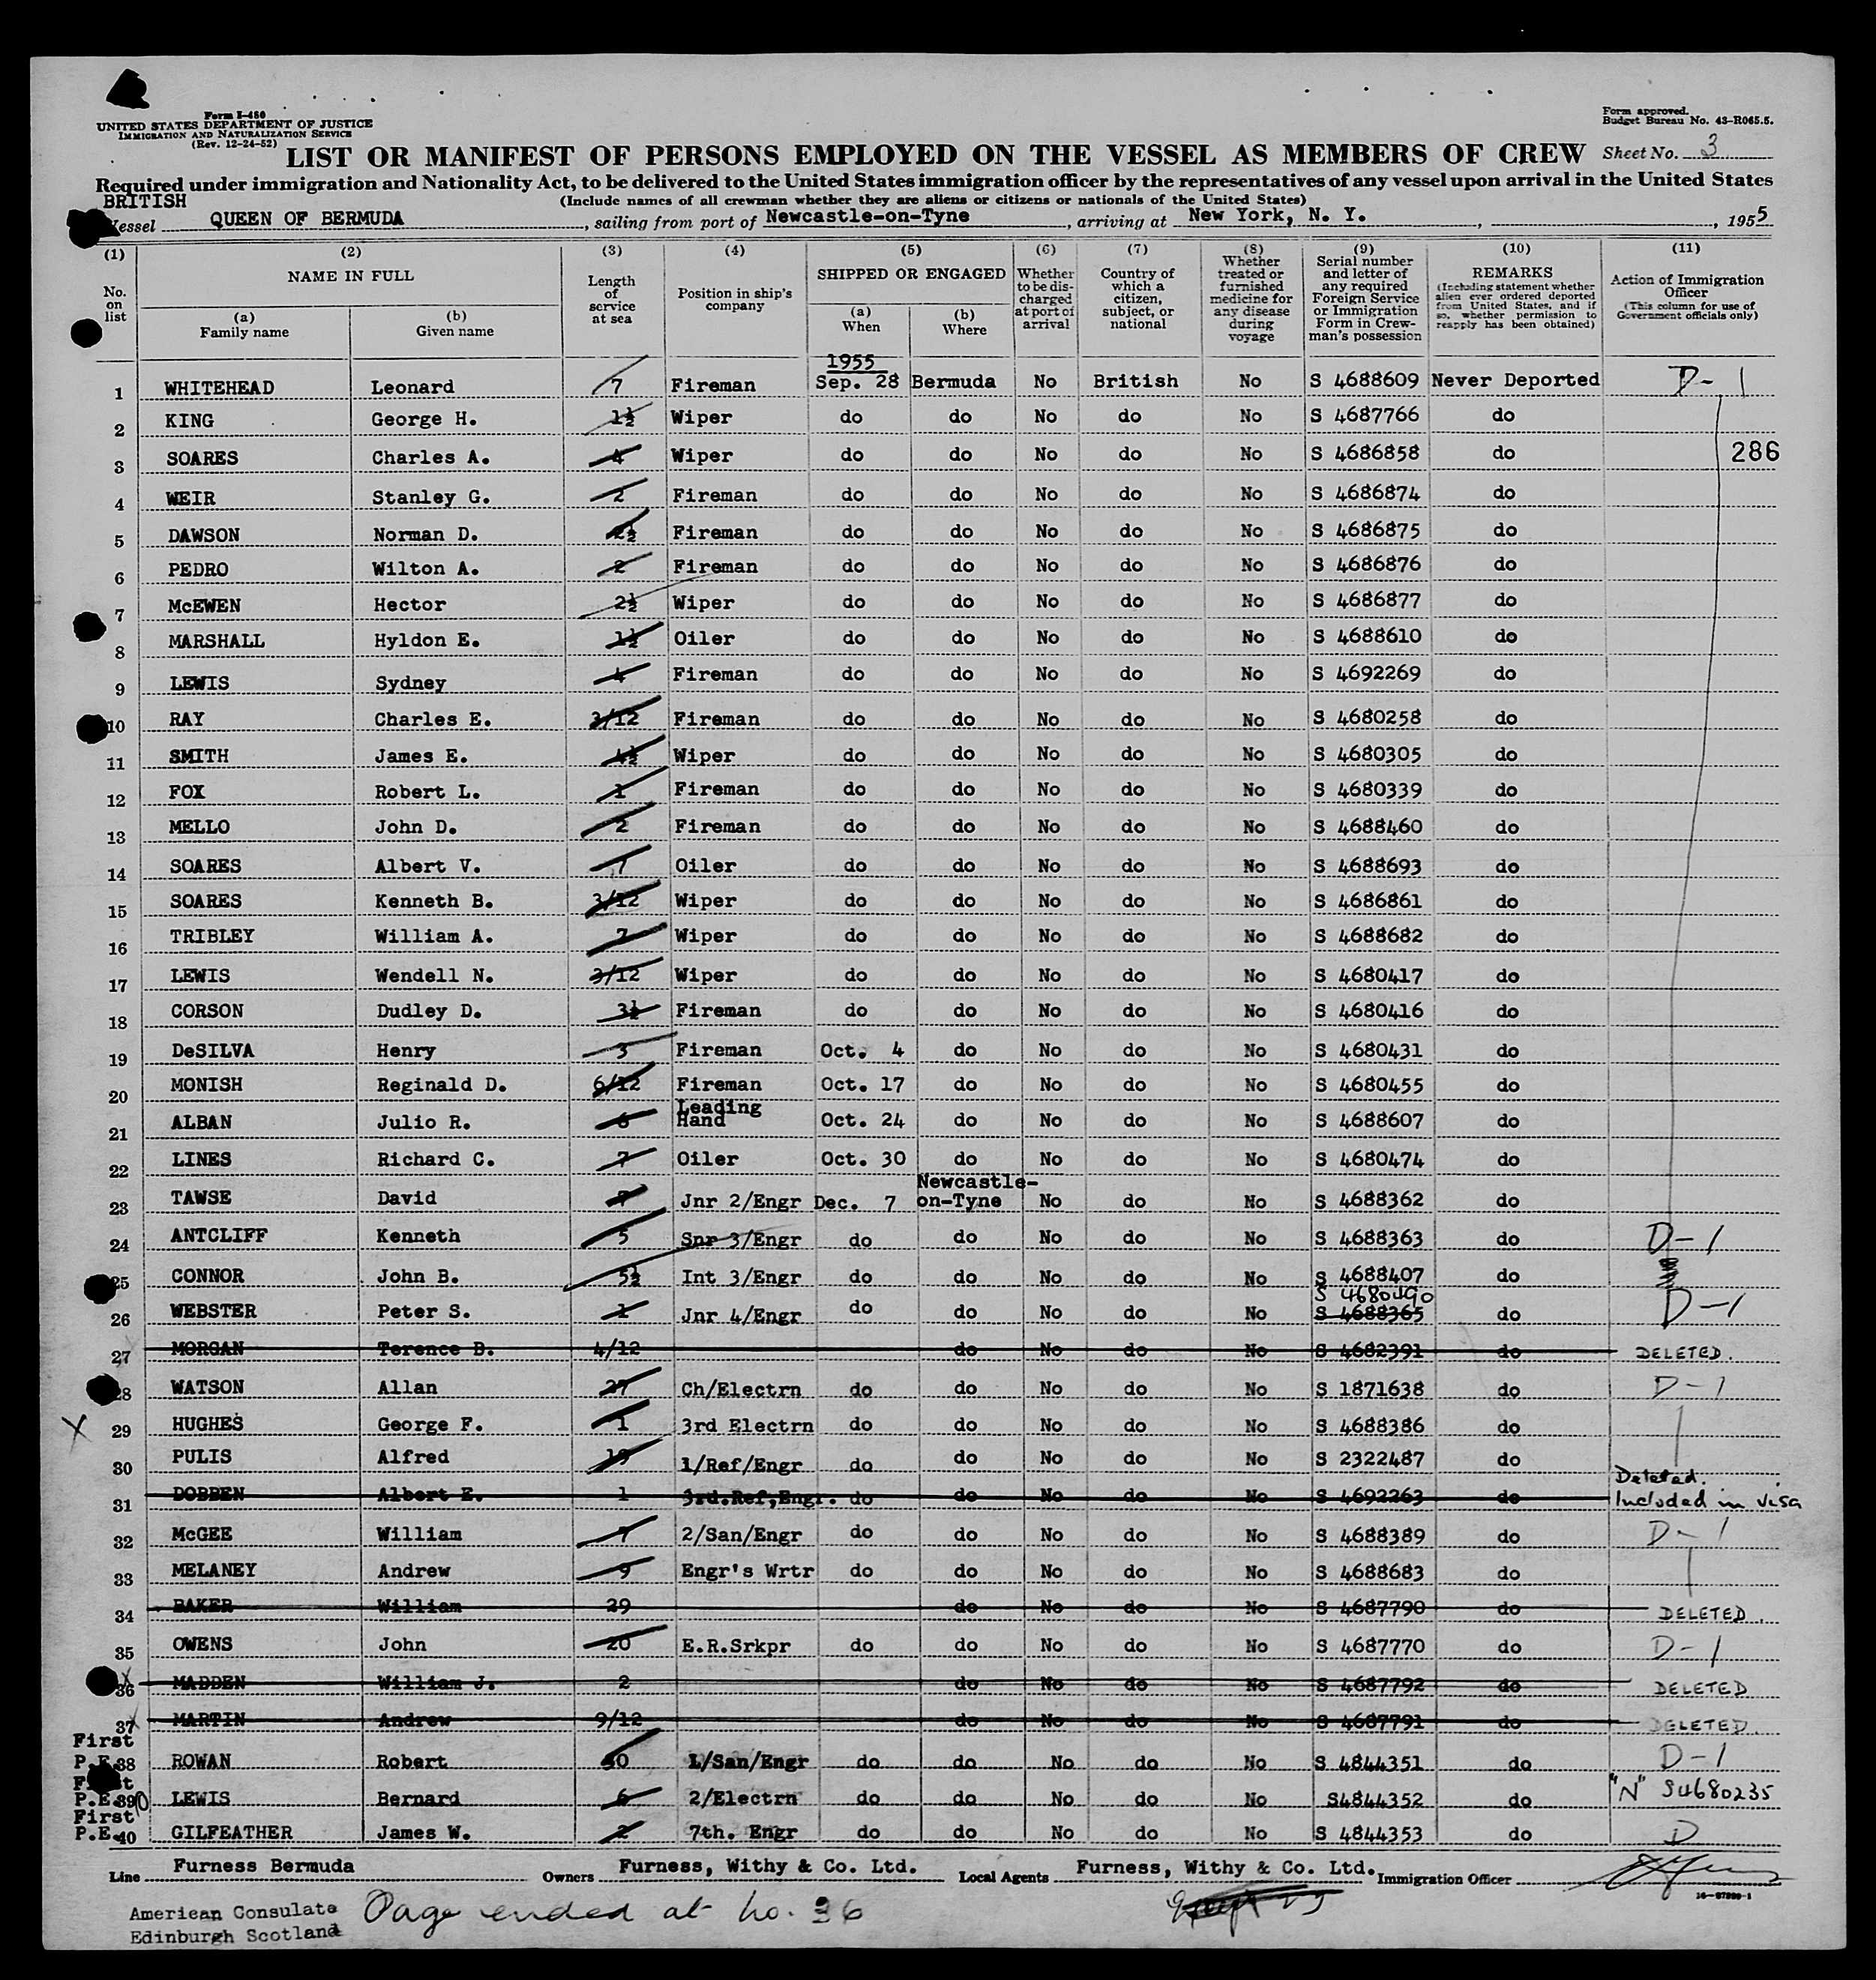 Form I-480
UNITED STATES DEPARTMENT OF JUSTICE
IMMIGRATION AND NATURALIZATION SERVICE
(Rev. 12-24-52)
Form approved.
Budget Bureau No. 43-R065.5.
LIST OR MANIFEST OF PERSONS EMPLOYED ON THE VESSEL AS MEMBERS OF CREW Sheet No. 3
Required under immigration and Nationality Act, to be delivered to the United States immigration officer by the representatives of any vessel upon arrival in the United States
BRITISH (Include names of all crewman whether they are aliens or citizens or nationals of the United States)
Vessel QUEEN OF BERMUDA, sailing from port of Newcastle-on-Tyne, arriving at New York, N. Y., 1955
(1) No. on list
(2) NAME IN FULL (a) Family name (b) Given name
(3) Length of service at sea
(4) Position in ship's company
(5) SHIPPED OR ENGAGED (a) When (b) Where
(6) Whether to be discharged at port of arrival
(7) Country of which a citizen, subject, or national
(8) Whether treated or furnished medicine for any disease during voyage
(9) Serial number and letter of any required Foreign Service or Immigration Form in Crewman's possession
(10) REMARKS (Including statement whether alien ever ordered deported from United States, and if so, whether permission to reapply has been obtained)
(11) Action of Immigration Officer (This column for use of Government officials only)
1955
1 WHITEHEAD Leonard 7 Fireman Sep. 28 Bermuda No British No S 4688609 Never Deported D-1
2 KING George H. 1½ Wiper do do No do No S 4687766 do
286
3 SOARES Charles A. 4 Wiper do do No do No S 4686858 do
4 WEIR Stanley G. 2 Fireman do do No do No S 4686874 do
5 DAWSON Norman D. 2½ Fireman do do No do No S 4686875 do
6 PEDRO Wilton A. 2 Fireman do do No do No S 4686876 do
7 McEWEN Hector 2½ Wiper do do No do No S 4686877 do
8 MARSHALL Hyldon E. 1½ Oiler do do No do No S 4688610 do
9 LEWIS Sydney 4 Fireman do do No do No S 4692269 do
10 RAY Charles E. 3/12 Fireman do do No do No S 4680258 do
11 SMITH James E. 4½ Wiper do do No do No S 4680305 do
12 FOX Robert L. 1 Fireman do do No do No S 4680339 do
13 MELLO John D. 2 Fireman do do No do No S 4688460 do
14 SOARES Albert V. 7 Oiler do do No do No S 4688693 do
15 SOARES Kenneth B. 3/12 Wiper do do No do No S 4686861 do
16 TRIBLEY William A. 7 Wiper do do No do No S 4688682 do
17 LEWIS Wendell N. 3/12 Wiper do do No do No S 4680417 do
18 CORSON Dudley D. 3½ Fireman do do No do No S 4680416 do
19 DeSILVA Henry 3 Fireman Oct. 4 do No do No S 4680431 do
20 MONISH Reginald D. 6/12 Fireman Oct. 17 do No do No S 4680455 do
21 ALBAN Julio R. 6 Leading Hand Oct. 24 do No do No S 4688607 do
22 LINES Richard C. 7 Oiler Oct. 30 do No do No S 4680474 do
23 TAWSE David 7 Jnr 2/Engr Dec. 7 Newcastle-on-Tyne No do No S 4688362 do
24 ANTCLIFF Kenneth 5 Snr 3/Engr do do No do No S 4688363 do D-1
25 CONNOR John B. 5½ Int 3/Engr do do No do No S 4688407 do
S 4680490
26 WEBSTER Peter S. 1 Jnr 4/Engr do do No do No S 4688365 do D-1
27 MORGAN Terence B. 4/12 do No do No S 4682391 do DELETED.
28 WATSON Allan 27 Ch/Electrn do do No do No S 1871638 do D-1
X 29 HUGHES George F. 1 3rd Electrn do do No do No S 4688386 do
30 PULIS Alfred 19 1/Ref/Engr do do No do No S 2322487 do
31 DOBBEN Albert E. 1 3rd.Ref,Engr. do do No do No S 4692263 do Deleted. Included in visa
32 McGEE William 7 2/San/Engr do do No do No S 4688389 do D-1
33 MELANEY Andrew 9 Engr's Wrtr do do No do No S 4688683 do
34 BAKER William 29 do No do No S 4687790 do DELETED.
35 OWENS John 20 E.R.Srkpr do do No do No S 4687770 do D-1
36 MADDEN William J. 2 do No do No S 4687792 do DELETED
37 MARTIN Andrew 9/12 do No do No S 4687791 do DELETED.
First P.E. 38 ROWAN Robert 40 1/San/Engr do do No do No S 4844351 do D-1
First P.E. 39 LEWIS Bernard 6 2/Electrn do do No do No S4844352 do "N" S4680235
First P.E. 40 GILFEATHER James W. 2 7th. Engr do do No do No S 4844353 do D
Line Furness Bermuda Owners Furness, Withy & Co. Ltd. Local Agents Furness, Withy & Co. Ltd. Immigration Officer
American Consulate
Edinburgh Scotland
Page ended at No. 36